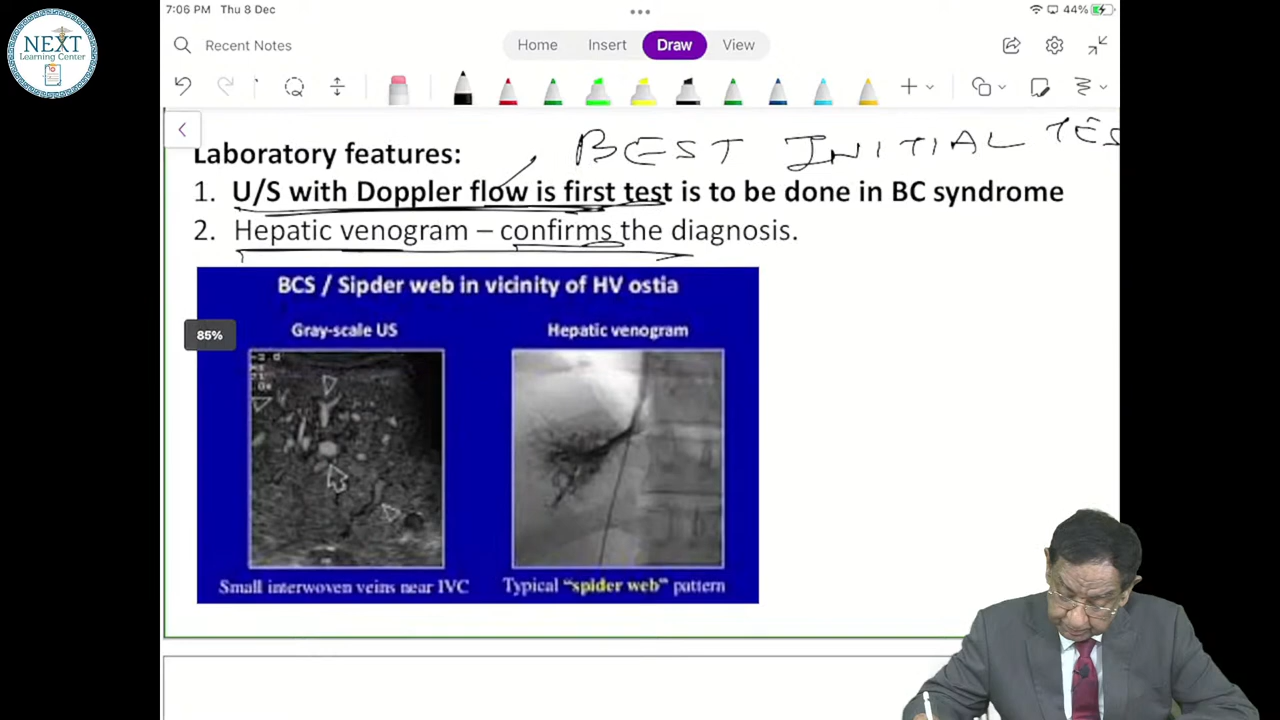 7:06 PM Thu 8 Dec
44%
NEXT
Learning Center
Recent Notes
Home Insert Draw View
BEST INITIAL TES
Laboratory features:
1. U/S with Doppler flow is first test is to be done in BC syndrome
2. Hepatic venogram – confirms the diagnosis.
BCS / Sipder web in vicinity of HV ostia
85%
Gray-scale US Hepatic venogram
Small interwoven veins near IVC Typical "spider web" pattern